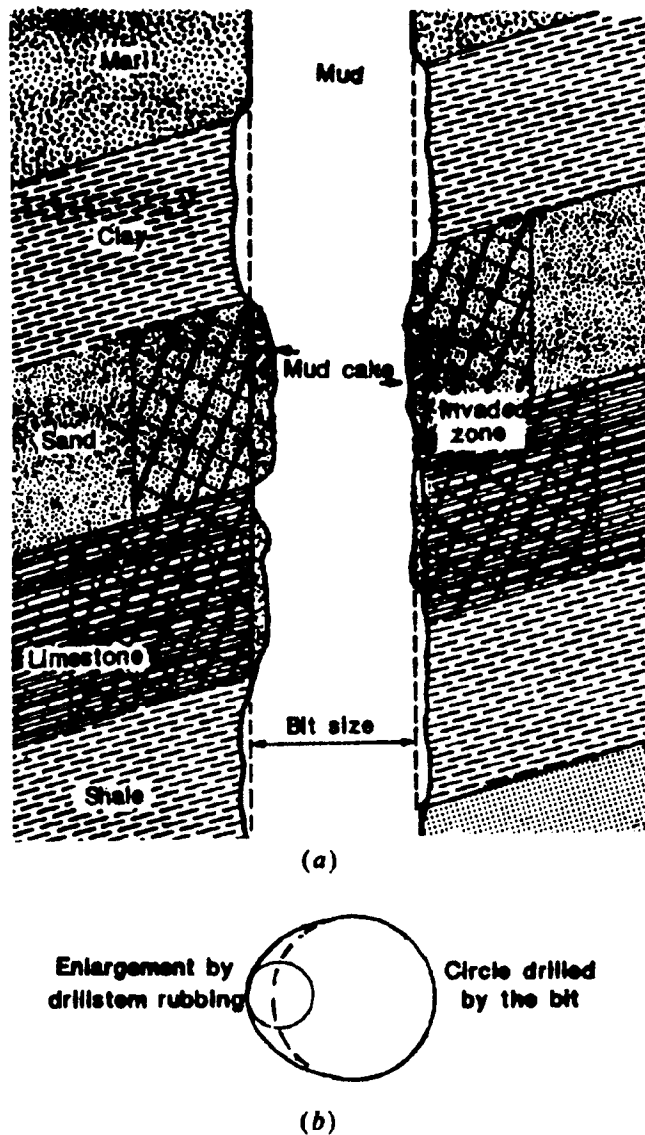 Marl
Mud
Clay
Mud cake
Sand
Invaded
zone
Limestone
Bit size
Shale
(a)
Enlargement by
drillstem rubbing
Circle drilled
by the bit
(b)